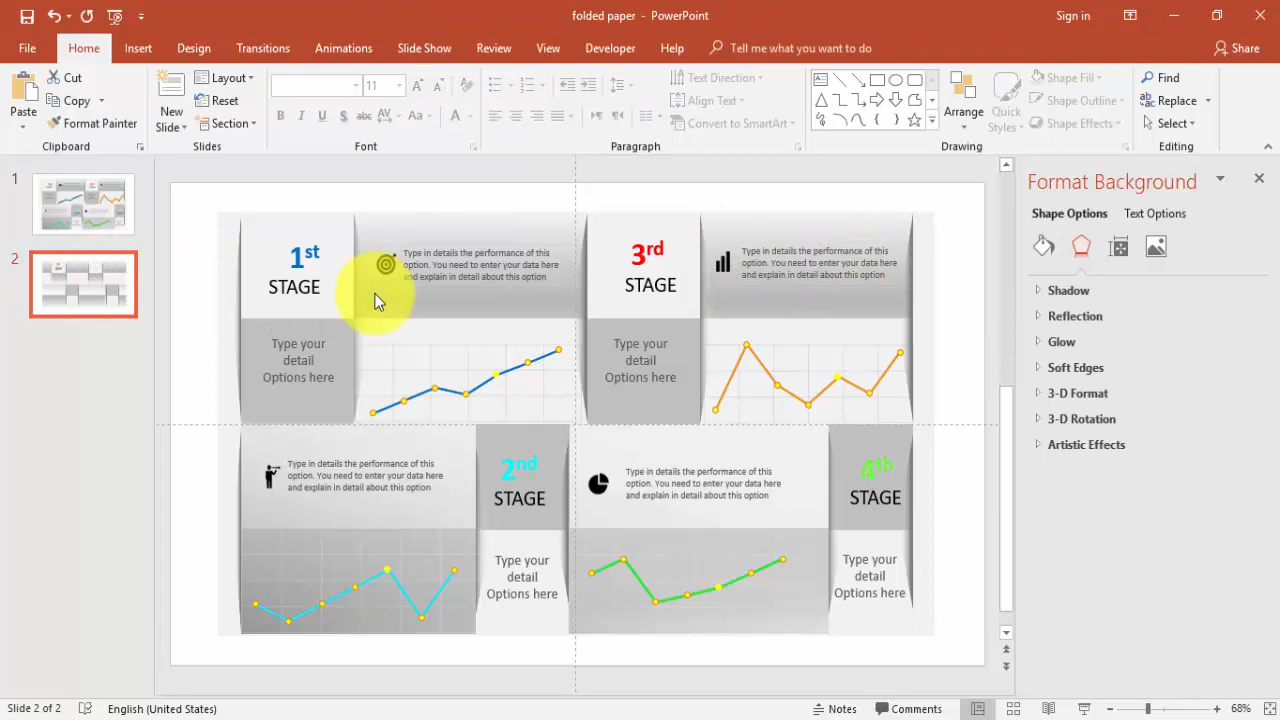 folded paper - PowerPoint
Sign in
File
Home
Insert
Design
Transitions
Animations
Slide Show
Review
View
Developer
Help
Tell me what you want to do
Share
Paste
Cut
Copy
Format Painter
Clipboard
New
Slide
Layout
Reset
Section
Slides
11
B I U S abc AV Aa A
Font
Text Direction
Align Text
Convert to SmartArt
Paragraph
Arrange
Quick
Styles
Shape Fill
Shape Outline
Shape Effects
Drawing
Find
Replace
Select
Editing
1
2
1st
STAGE
Type in details the performance of this
option. You need to enter your data here
and explain in detail about this option
Type your
detail
Options here
3rd
STAGE
Type in details the performance of this
option. You need to enter your data here
and explain in detail about this option
Type your
detail
Options here
Type in details the performance of this
option. You need to enter your data here
and explain in detail about this option
2nd
STAGE
Type your
detail
Options here
Type in details the performance of this
option. You need to enter your data here
and explain in detail about this option
4th
STAGE
Type your
detail
Options here
Format Background
Shape Options
Text Options
Shadow
Reflection
Glow
Soft Edges
3-D Format
3-D Rotation
Artistic Effects
Slide 2 of 2
English (United States)
Notes
Comments
68%